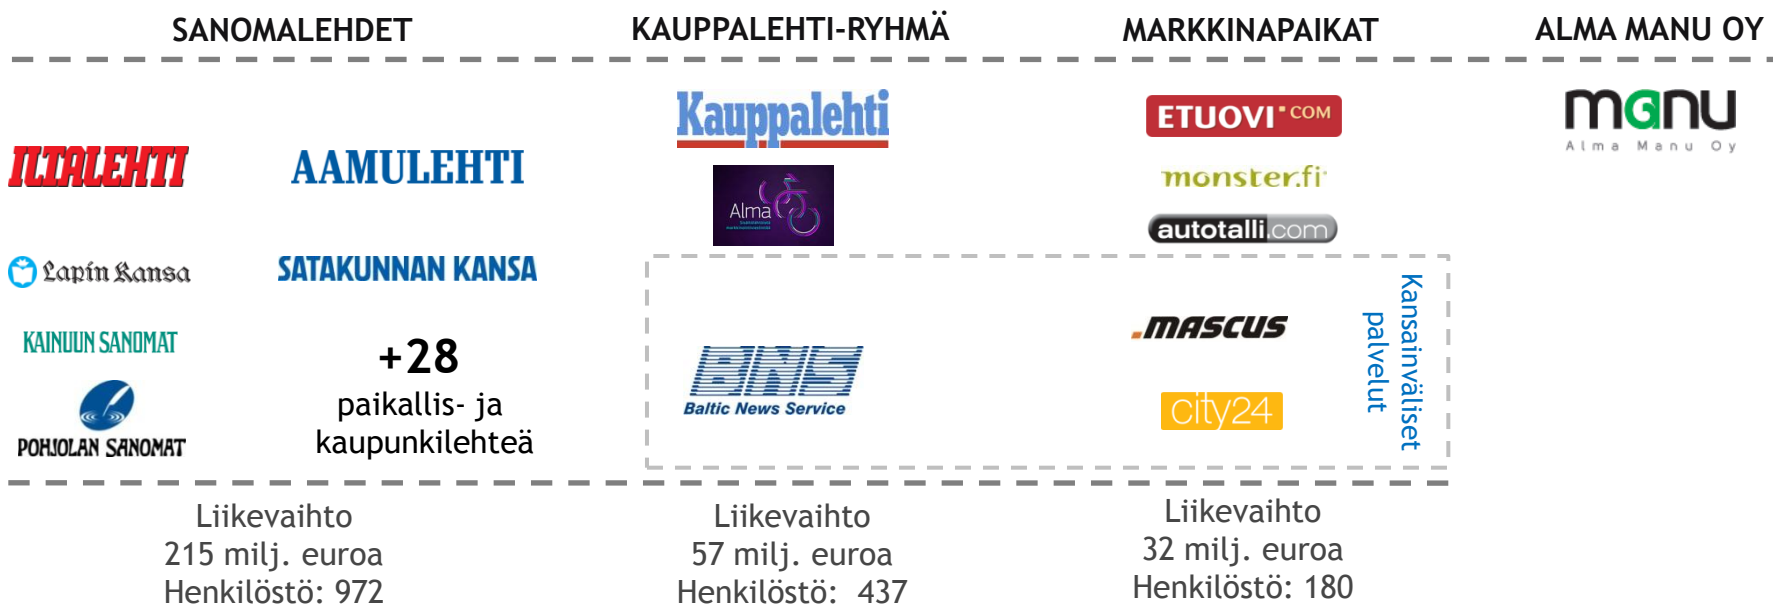 SANOMALEHDET
ILTALEHTI
AAMULEHTI
Lapin Kansa
SATAKUNNAN KANSA
KAINUUN SANOMAT
+28
paikallis- ja
kaupunkilehteä
POHJOLAN SANOMAT
Liikevaihto
215 milj. euroa
Henkilöstö: 972
KAUPPALEHTI-RYHMÄ
Kauppalehti
Alma
BNS
Baltic News Service
Liikevaihto
57 milj. euroa
Henkilöstö: 437
MARKKINAPAIKAT
ETUOVI.COM
monster.fi
autotalli.com
.MASCUS
city24
Kansainväliset
palvelut
Liikevaihto
32 milj. euroa
Henkilöstö: 180
ALMA MANU OY
manu
Alma Manu Oy